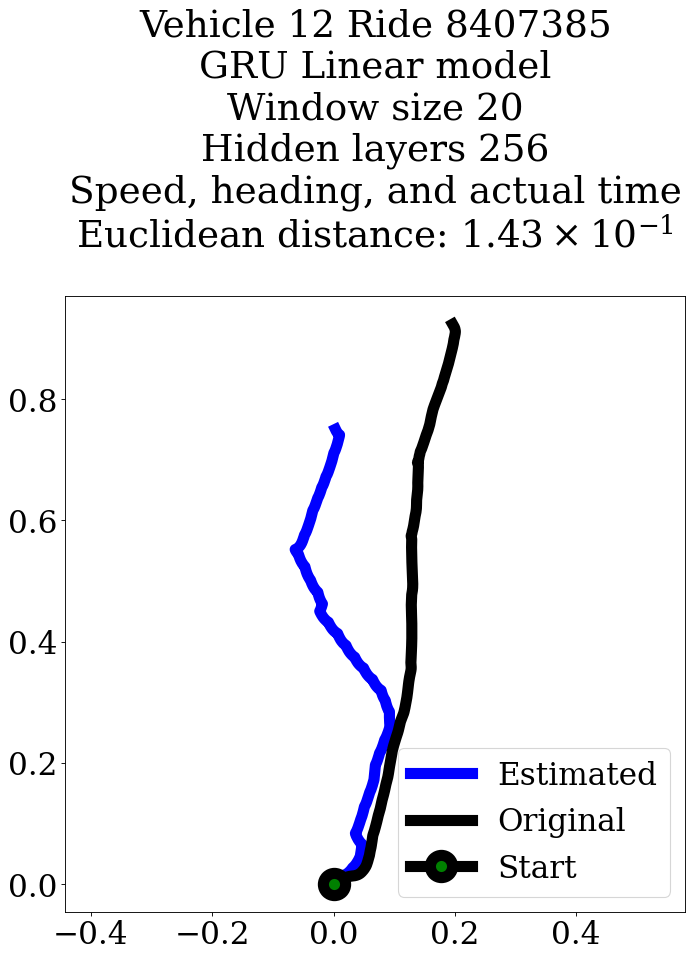 Vehicle 12 Ride 8407385
GRU Linear model
Window size 20
Hidden layers 256
Speed, heading, and actual time
Euclidean distance: 1.43 × 10⁻¹
0.8
0.6
0.4
0.2
0.0
Estimated
Original
Start
−0.4 −0.2 0.0 0.2 0.4